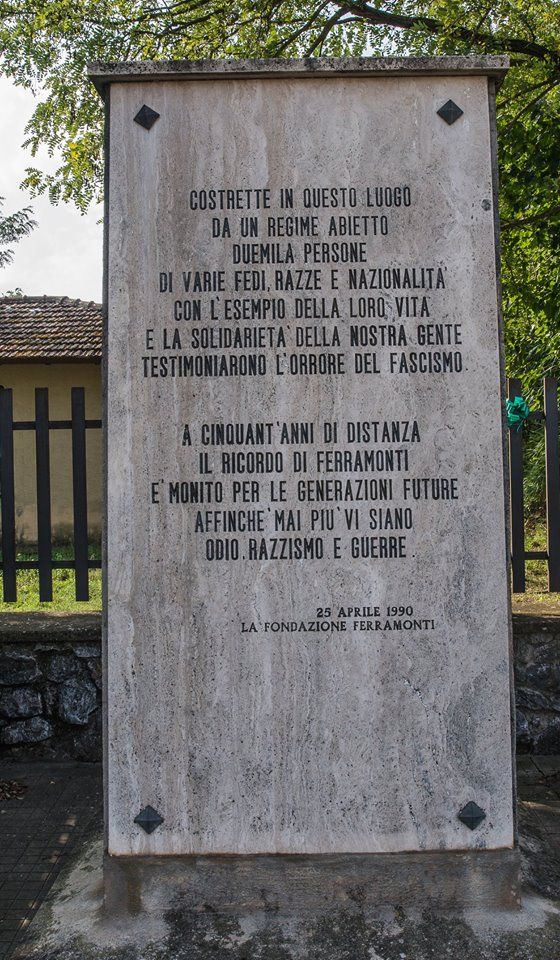 COSTRETTE IN QUESTO LUOGO
DA UN REGIME ABIETTO
DUEMILA PERSONE
DI VARIE FEDI, RAZZE E NAZIONALITA'
CON L'ESEMPIO DELLA LORO VITA
E LA SOLIDARIETA' DELLA NOSTRA GENTE
TESTIMONIARONO L'ORRORE DEL FASCISMO.
A CINQUANT'ANNI DI DISTANZA
IL RICORDO DI FERRAMONTI
E' MONITO PER LE GENERAZIONI FUTURE
AFFINCHE' MAI PIU' VI SIANO
ODIO, RAZZISMO E GUERRE.
25 APRILE 1990
LA FONDAZIONE FERRAMONTI